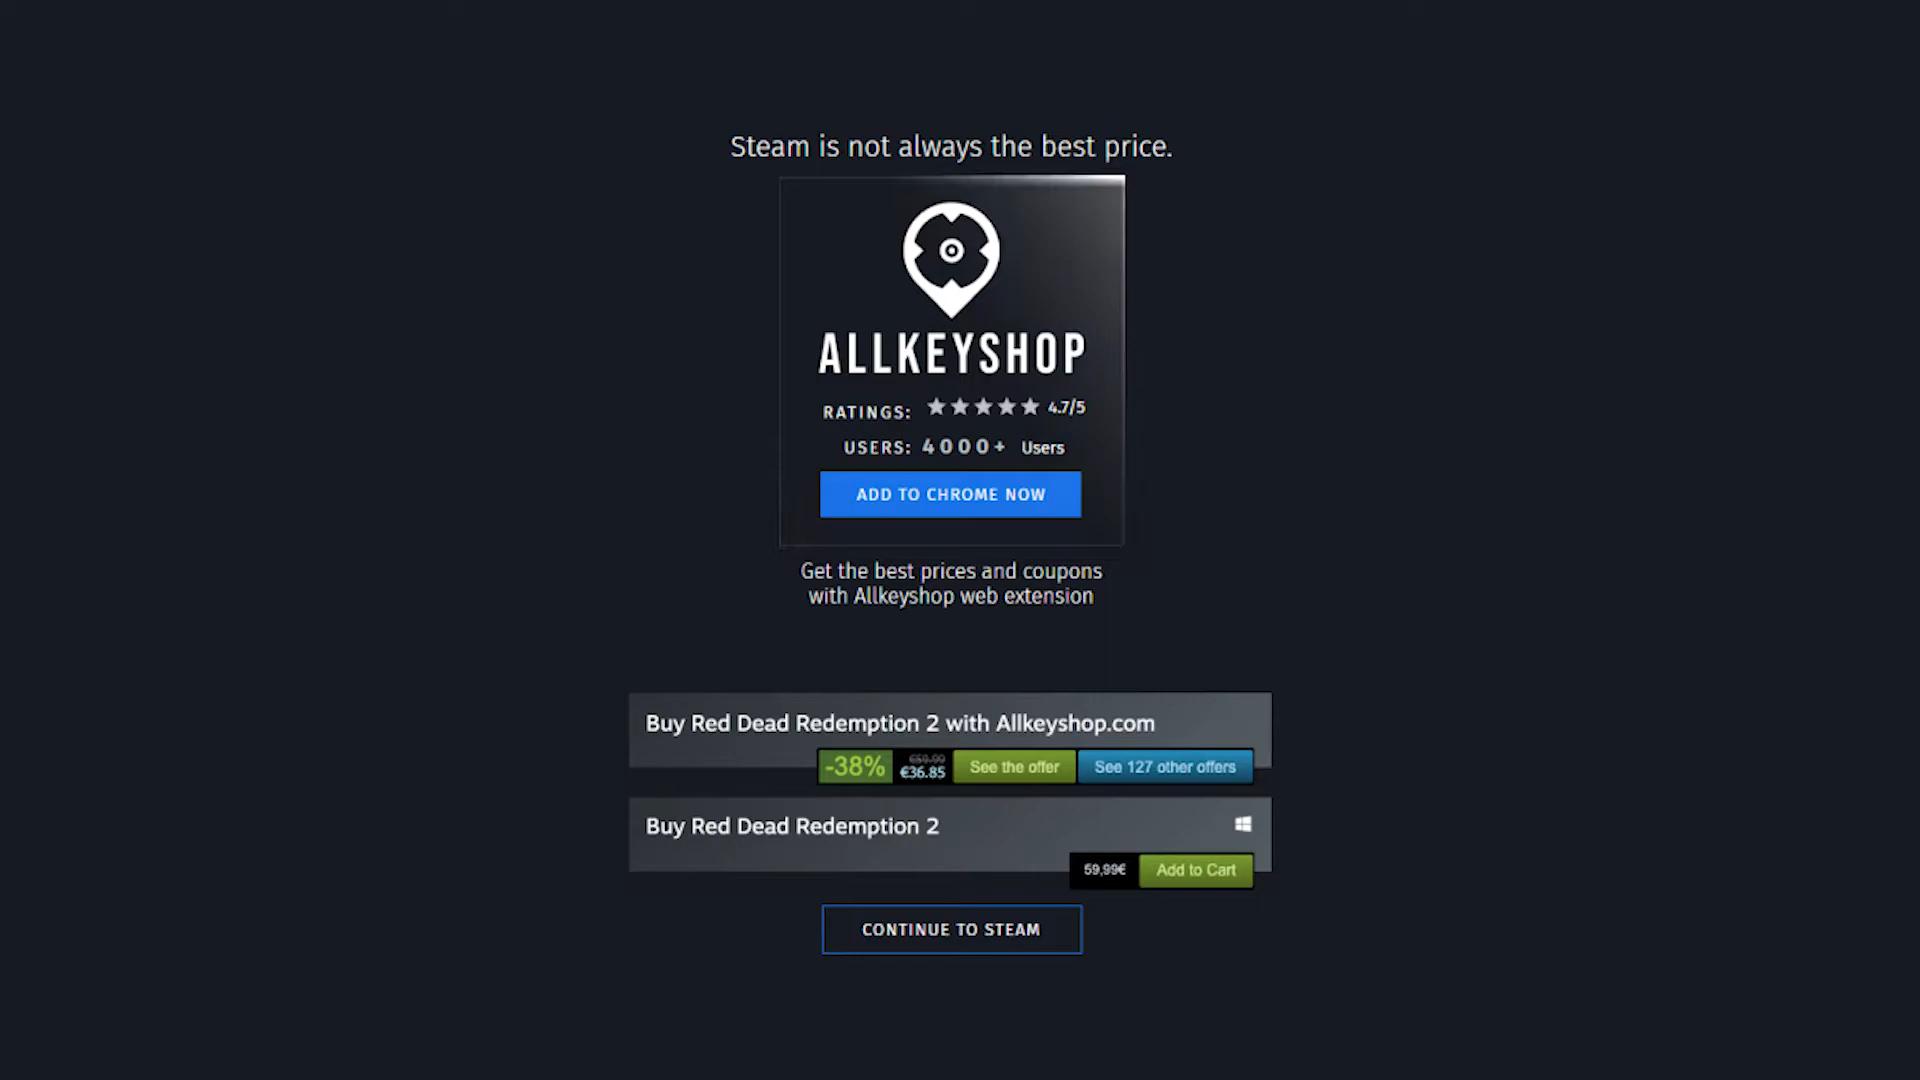 Steam is not always the best price.
ALLKEYSHOP
RATINGS: ★★★★★ 4.7/5
USERS: 4000+ Users
ADD TO CHROME NOW
Get the best prices and coupons
with Allkeyshop web extension
Buy Red Dead Redemption 2 with Allkeyshop.com
-38% €59.99 €36.85 See the offer See 127 other offers
Buy Red Dead Redemption 2
59,99€ Add to Cart
CONTINUE TO STEAM